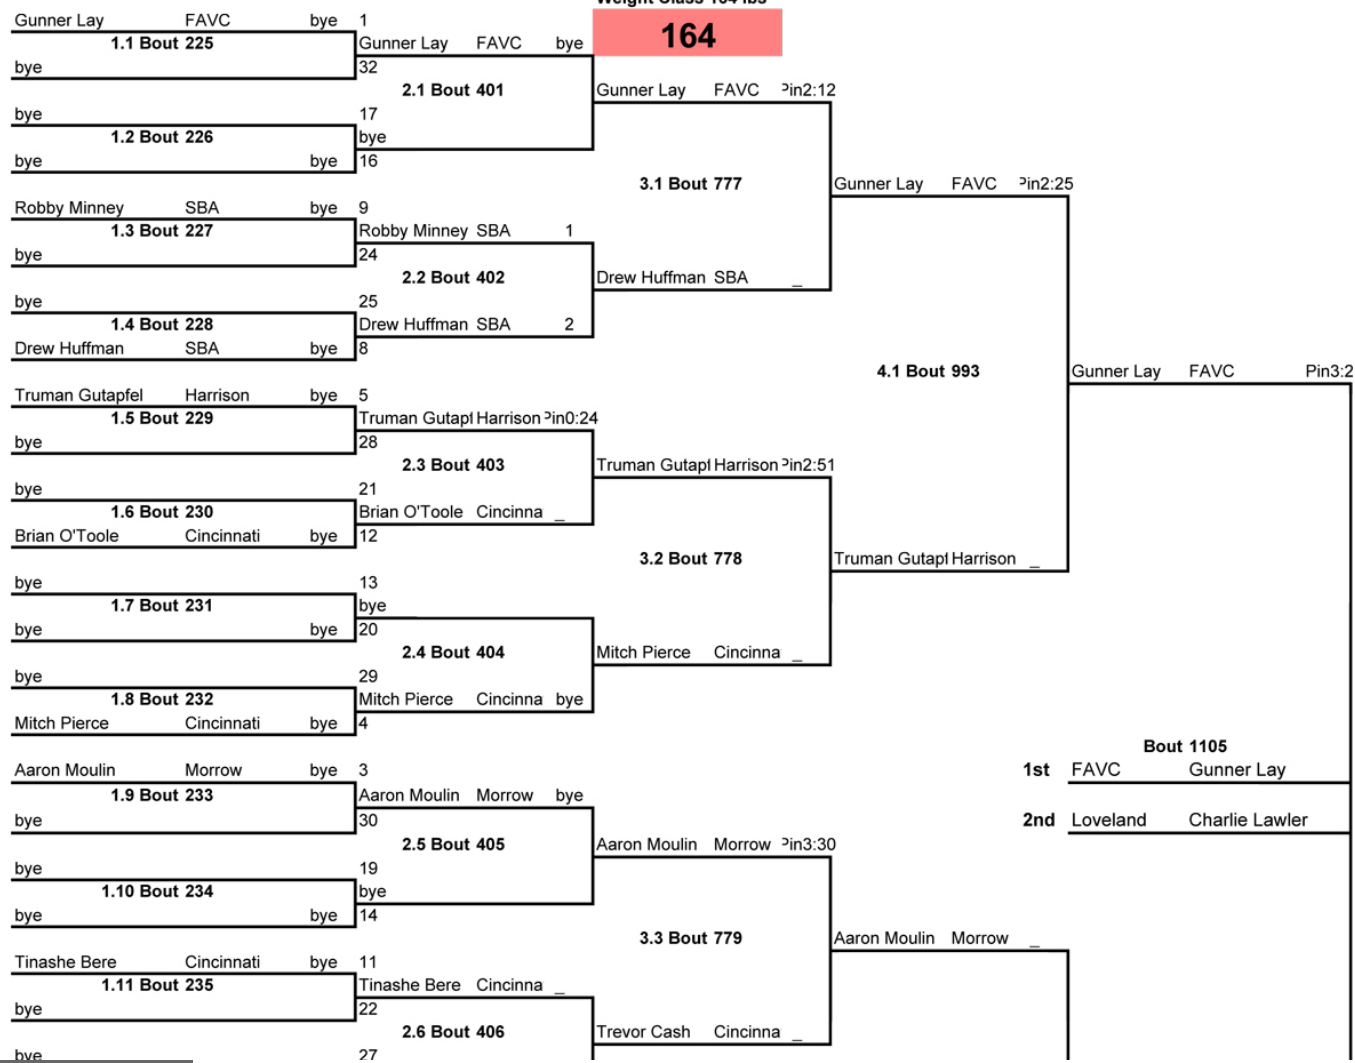 Weight Class 164 lbs
Gunner Lay FAVC bye 1
164
1.1 Bout 225
Gunner Lay FAVC bye
bye 32
2.1 Bout 401
Gunner Lay FAVC Pin2:12
bye 17
1.2 Bout 226
bye
bye bye 16
3.1 Bout 777
Gunner Lay FAVC Pin2:25
Robby Minney SBA bye 9
1.3 Bout 227
Robby Minney SBA 1
bye 24
2.2 Bout 402
Drew Huffman SBA _
bye 25
1.4 Bout 228
Drew Huffman SBA 2
Drew Huffman SBA bye 8
4.1 Bout 993
Gunner Lay FAVC Pin3:2
Truman Gutapfel Harrison bye 5
1.5 Bout 229
Truman Gutapf Harrison Pin0:24
bye 28
2.3 Bout 403
Truman Gutapf Harrison Pin2:51
bye 21
1.6 Bout 230
Brian O'Toole Cincinna _
Brian O'Toole Cincinnati bye 12
3.2 Bout 778
Truman Gutapf Harrison _
bye 13
1.7 Bout 231
bye
bye bye 20
2.4 Bout 404
Mitch Pierce Cincinna _
bye 29
1.8 Bout 232
Mitch Pierce Cincinna bye
Mitch Pierce Cincinnati bye 4
Bout 1105
Aaron Moulin Morrow bye 3
1st FAVC Gunner Lay
1.9 Bout 233
Aaron Moulin Morrow bye
bye 30
2nd Loveland Charlie Lawler
2.5 Bout 405
Aaron Moulin Morrow Pin3:30
bye 19
1.10 Bout 234
bye
bye bye 14
3.3 Bout 779
Aaron Moulin Morrow _
Tinashe Bere Cincinnati bye 11
1.11 Bout 235
Tinashe Bere Cincinna _
bye 22
2.6 Bout 406
Trevor Cash Cincinna _
bye 27